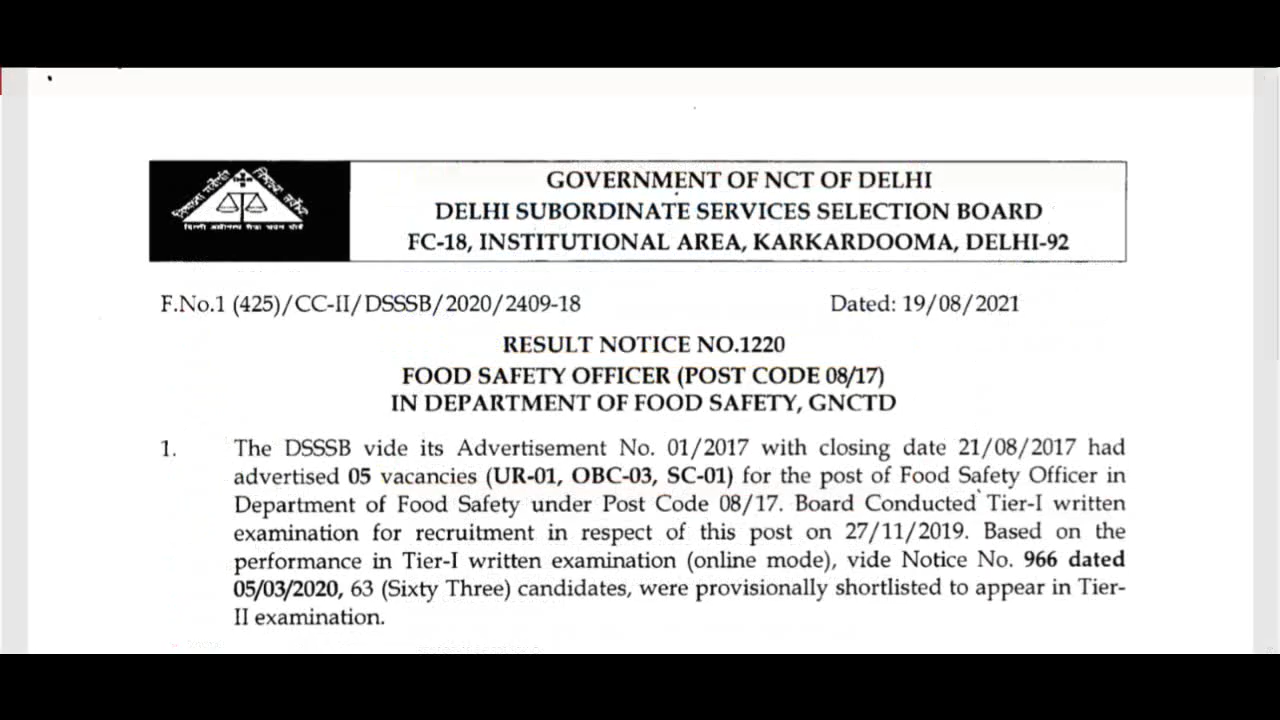 GOVERNMENT OF NCT OF DELHI
DELHI SUBORDINATE SERVICES SELECTION BOARD
FC-18, INSTITUTIONAL AREA, KARKARDOOMA, DELHI-92
F.No.1 (425)/CC-II/DSSSB/2020/2409-18 Dated: 19/08/2021
RESULT NOTICE NO.1220
FOOD SAFETY OFFICER (POST CODE 08/17)
IN DEPARTMENT OF FOOD SAFETY, GNCTD
1. The DSSSB vide its Advertisement No. 01/2017 with closing date 21/08/2017 had
advertised 05 vacancies (UR-01, OBC-03, SC-01) for the post of Food Safety Officer in
Department of Food Safety under Post Code 08/17. Board Conducted Tier-I written
examination for recruitment in respect of this post on 27/11/2019. Based on the
performance in Tier-I written examination (online mode), vide Notice No. 966 dated
05/03/2020, 63 (Sixty Three) candidates, were provisionally shortlisted to appear in Tier-
II examination.